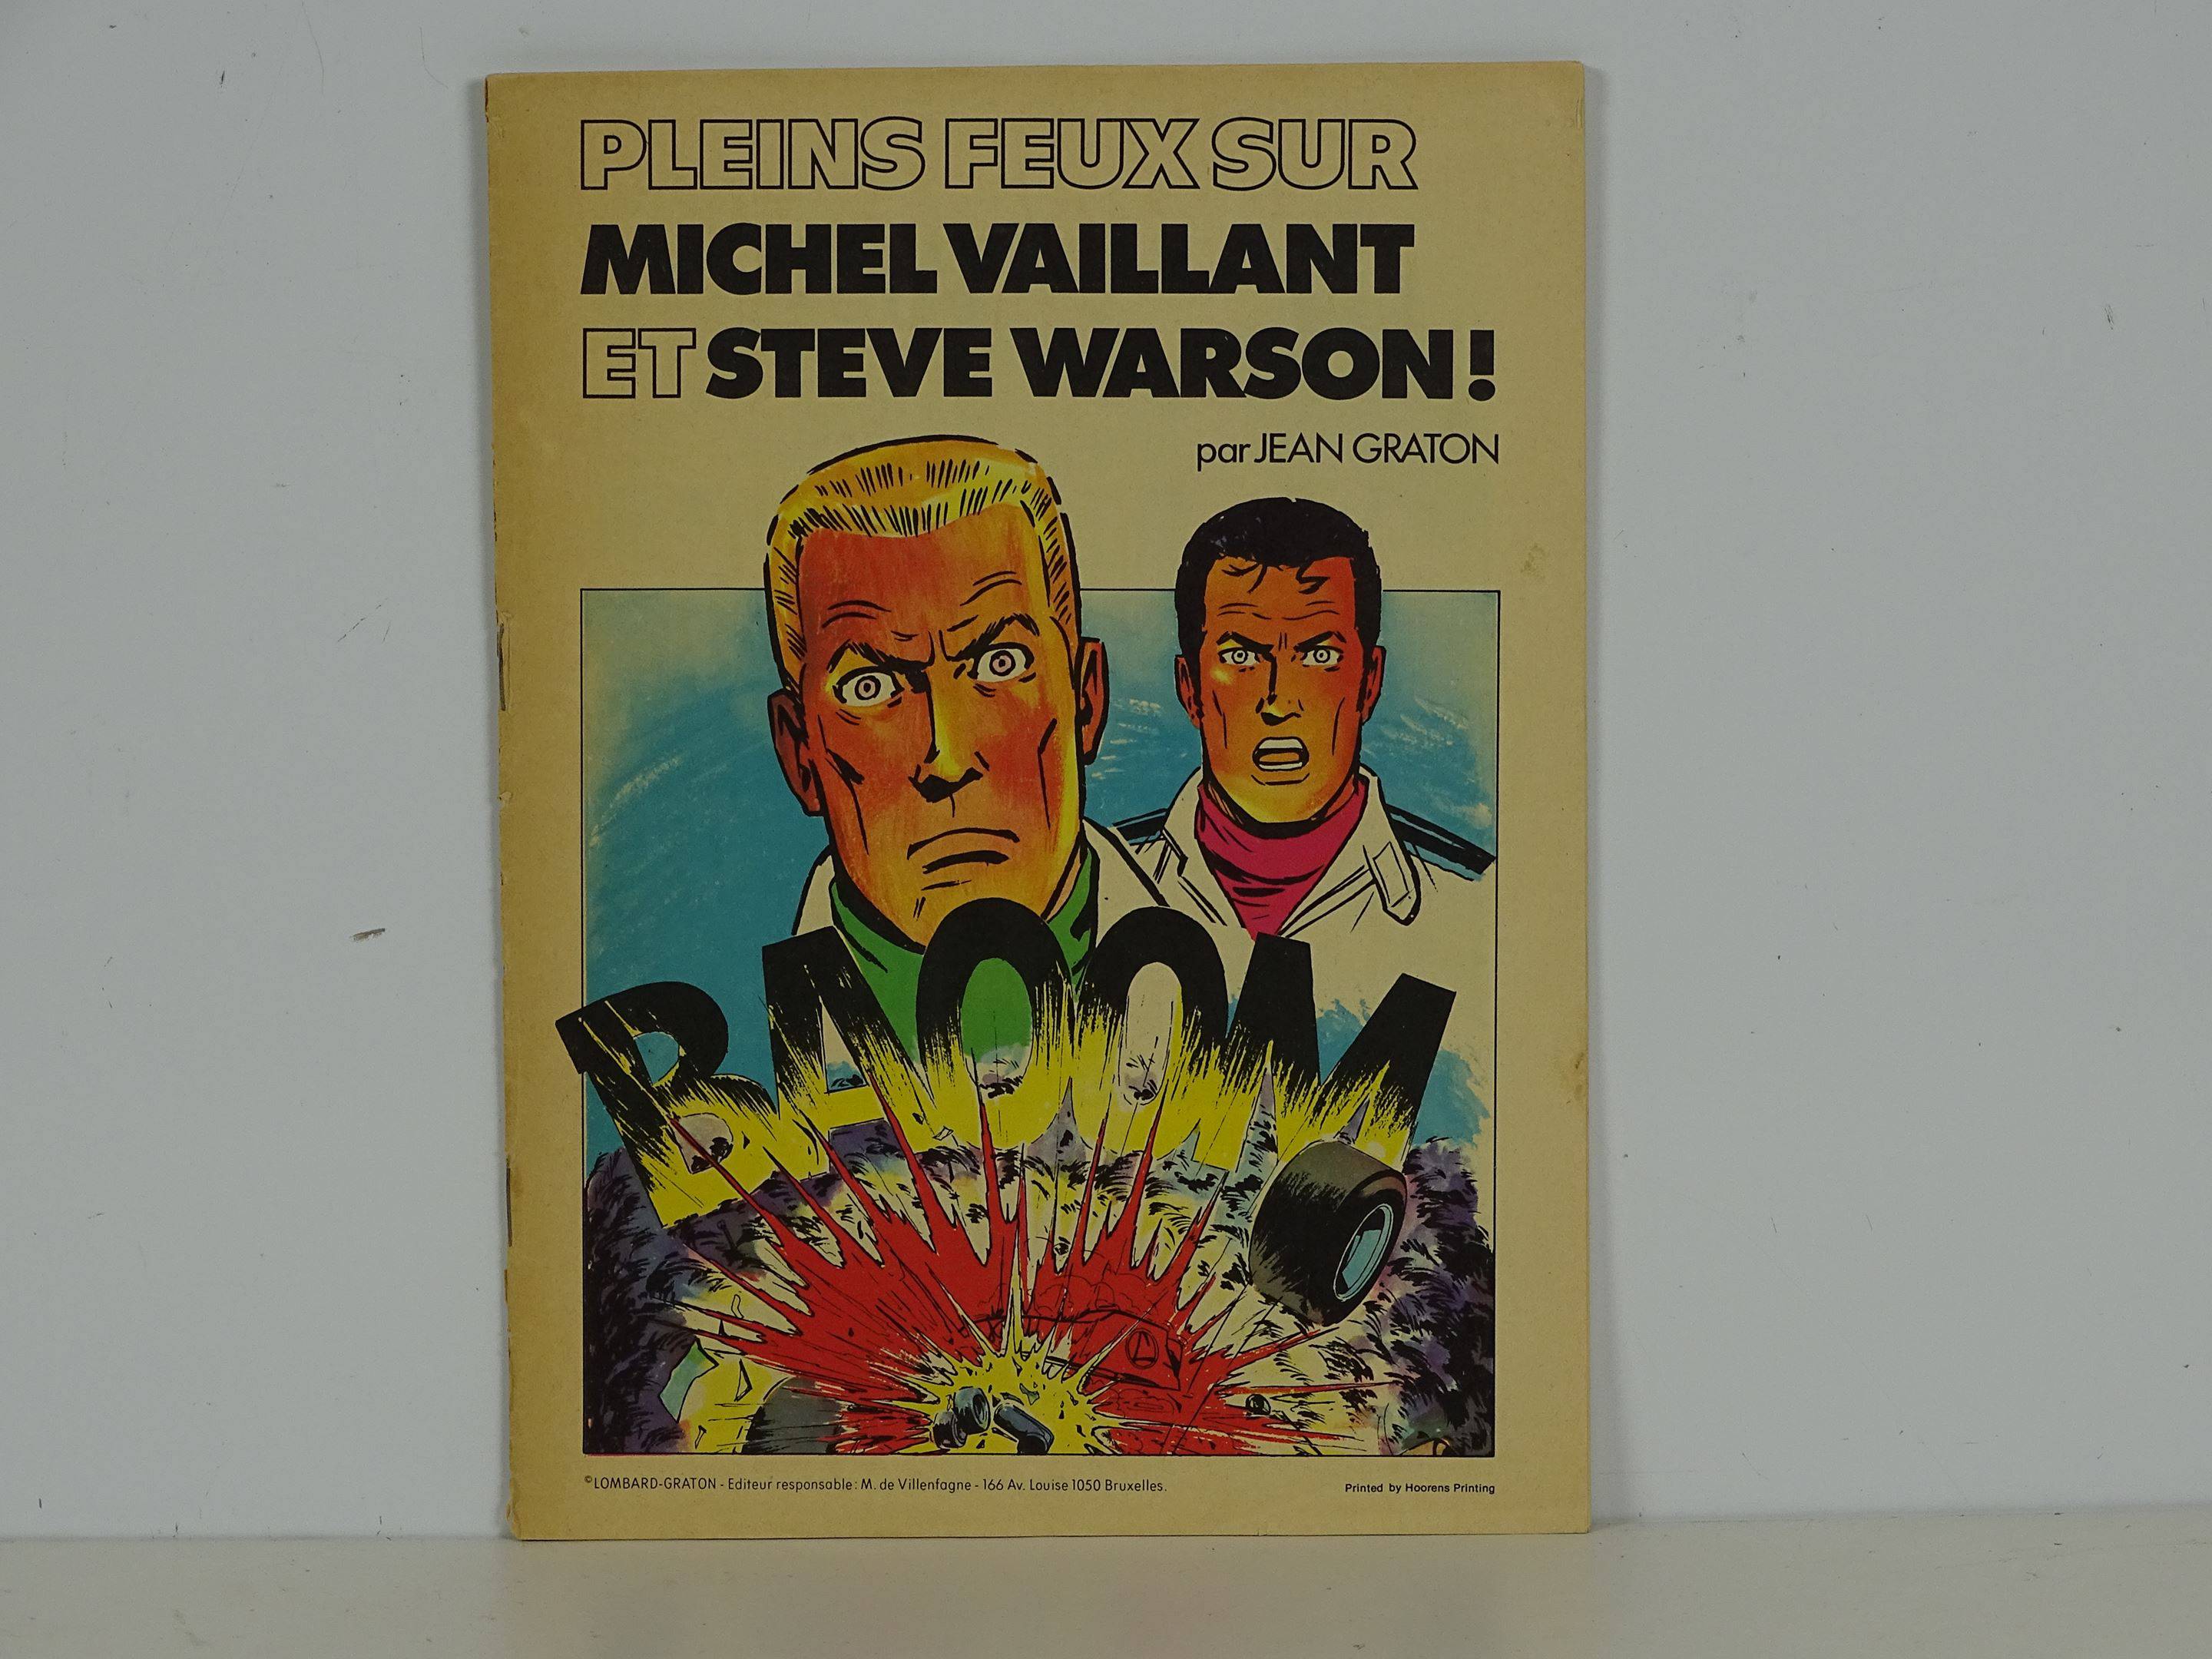 PLEINS FEUX SUR
MICHEL VAILLANT
ET STEVE WARSON!
par JEAN GRATON
BAOOM
©LOMBARD-GRATON - Editeur responsable: M. de Villenfagne - 166 Av. Louise 1050 Bruxelles.
Printed by Hoorens Printing